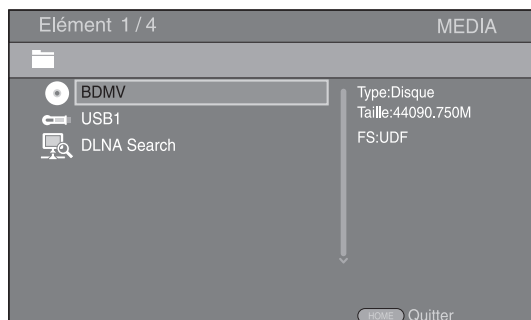 Elément 1/4 MEDIA
BDMV
USB1
DLNA Search
Type:Disque
Taille:44090.750M
FS:UDF
HOME Quitter